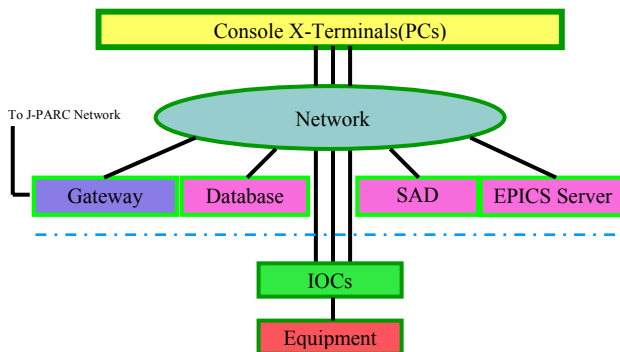 Console X-Terminals(PCs)
To J-PARC Network
Network
Gateway
Database
SAD
EPICS Server
IOCs
Equipment